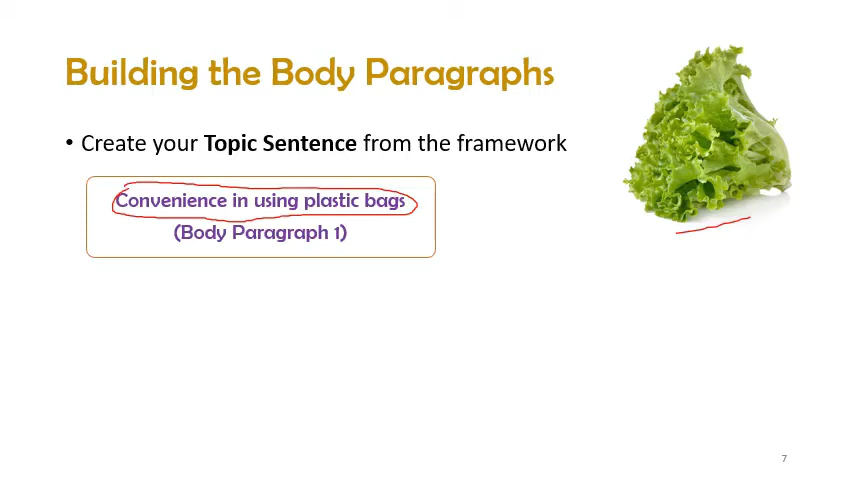 Building the Body Paragraphs
• Create your Topic Sentence from the framework
Convenience in using plastic bags
(Body Paragraph 1)
7